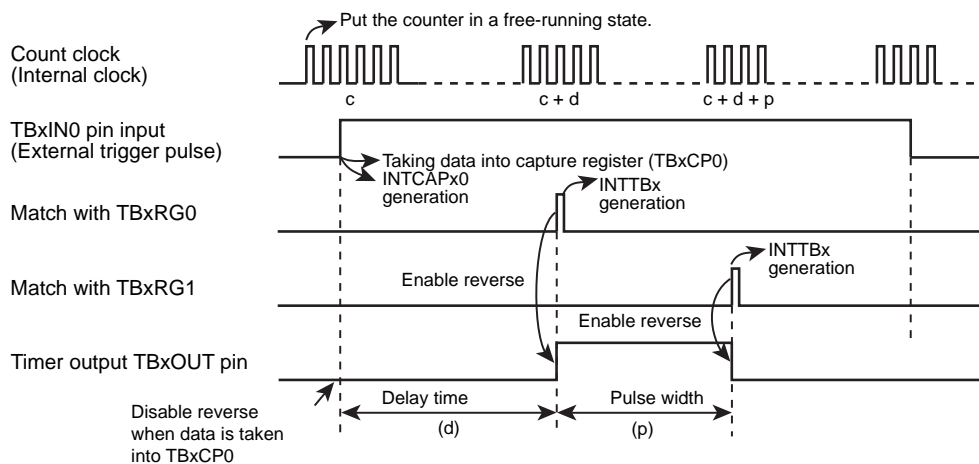 Put the counter in a free-running state.
Count clock
(Internal clock)
c
c + d
c + d + p
TBxIN0 pin input
(External trigger pulse)
Taking data into capture register (TBxCP0)
INTCAPx0
generation
INTTBx
generation
Match with TBxRG0
INTTBx
generation
Enable reverse
Match with TBxRG1
Enable reverse
Timer output TBxOUT pin
Disable reverse
when data is taken
into TBxCP0
Delay time
(d)
Pulse width
(p)